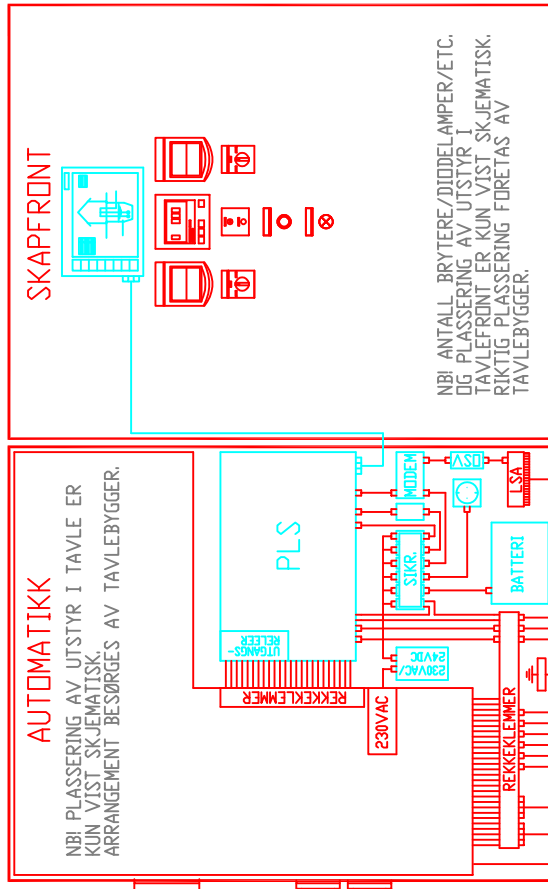 AUTOMATIKK
NB! PLASSERING AV UTSTYR I TAVLE ER
KUN VIST SKJEMATISK.
ARRANGEMENT BESØRGES AV TAVLEBYGGER.
PLS
UTGANGS-
RELEER
REKKEKLEMMER
230VAC
230VAC/
24VDC
SIKR.
MODEM
OSV
LSA
BATTERI
REKKEKLEMMER
SKAPFRONT
NB! ANTALL BRYTERE/DIODELAMPER/ETC.
OG PLASSERING AV UTSTYR I
TAVLEFRONT ER KUN VIST SKJEMATISK.
RIKTIG PLASSERING FORETAS AV
TAVLEBYGGER.